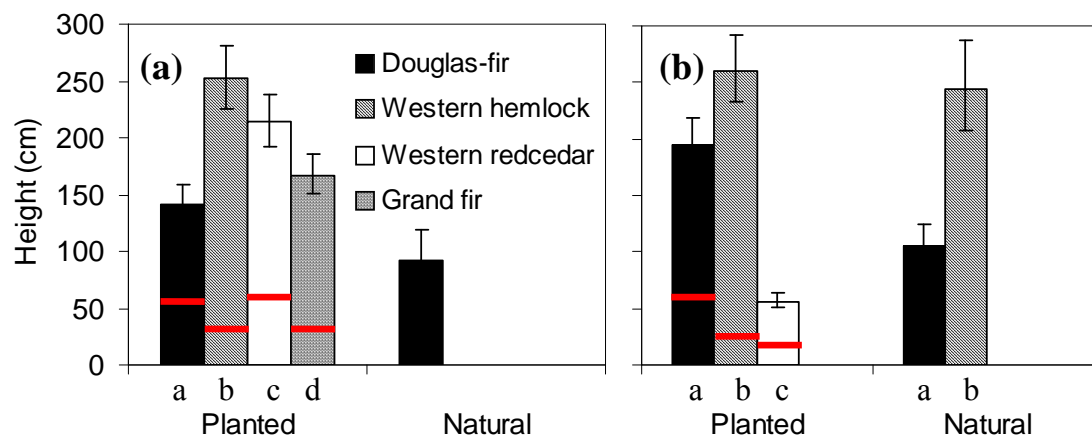 300
250
200
150
100
50
0
Height (cm)
(a)
Douglas-fir
Western hemlock
Western redcedar
Grand fir
a b c d
Planted Natural
(b)
a b c a b
Planted Natural